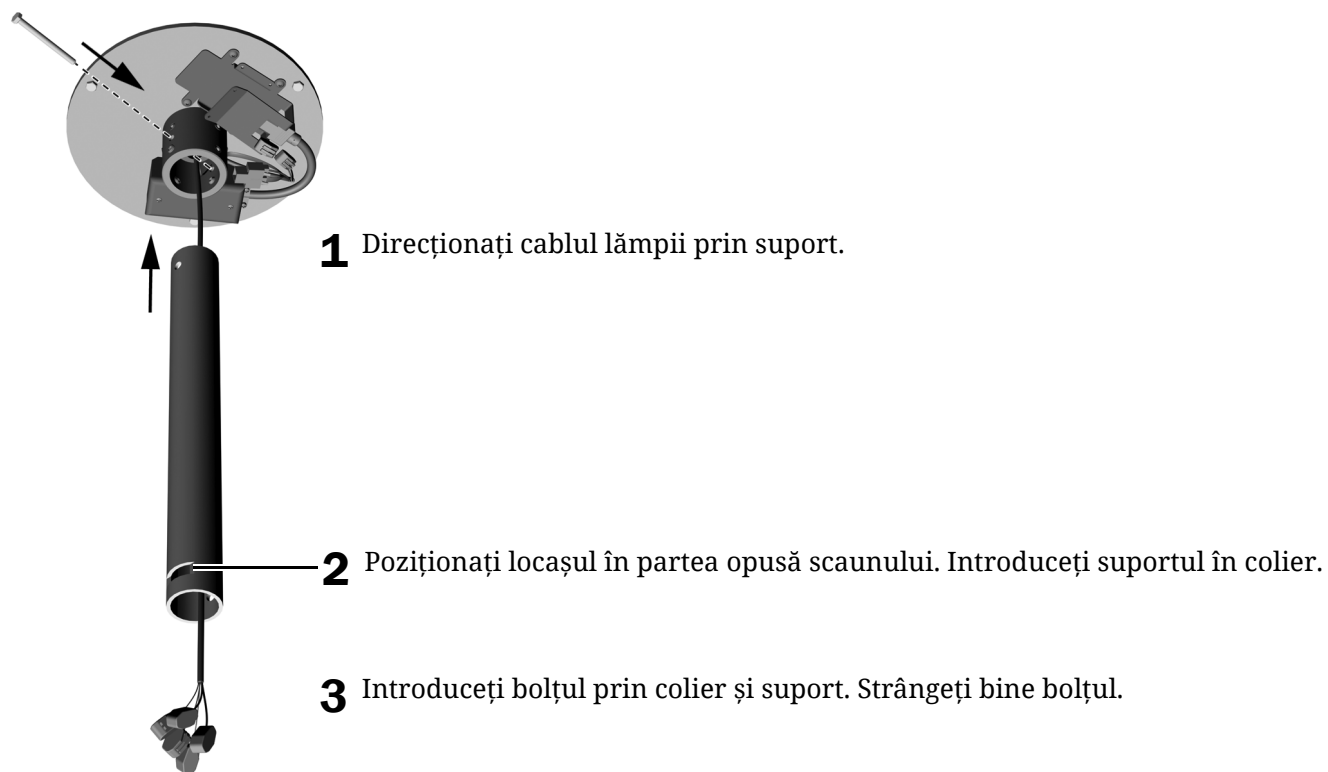 1 Direcționați cablul lămpii prin suport.
2 Poziționați locașul în partea opusă scaunului. Introduceți suportul în colier.
3 Introduceți bolțul prin colier și suport. Strângeți bine bolțul.